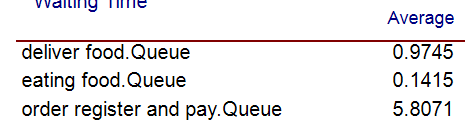 Waiting Time
Average
deliver food.Queue 0.9745
eating food.Queue 0.1415
order register and pay.Queue 5.8071